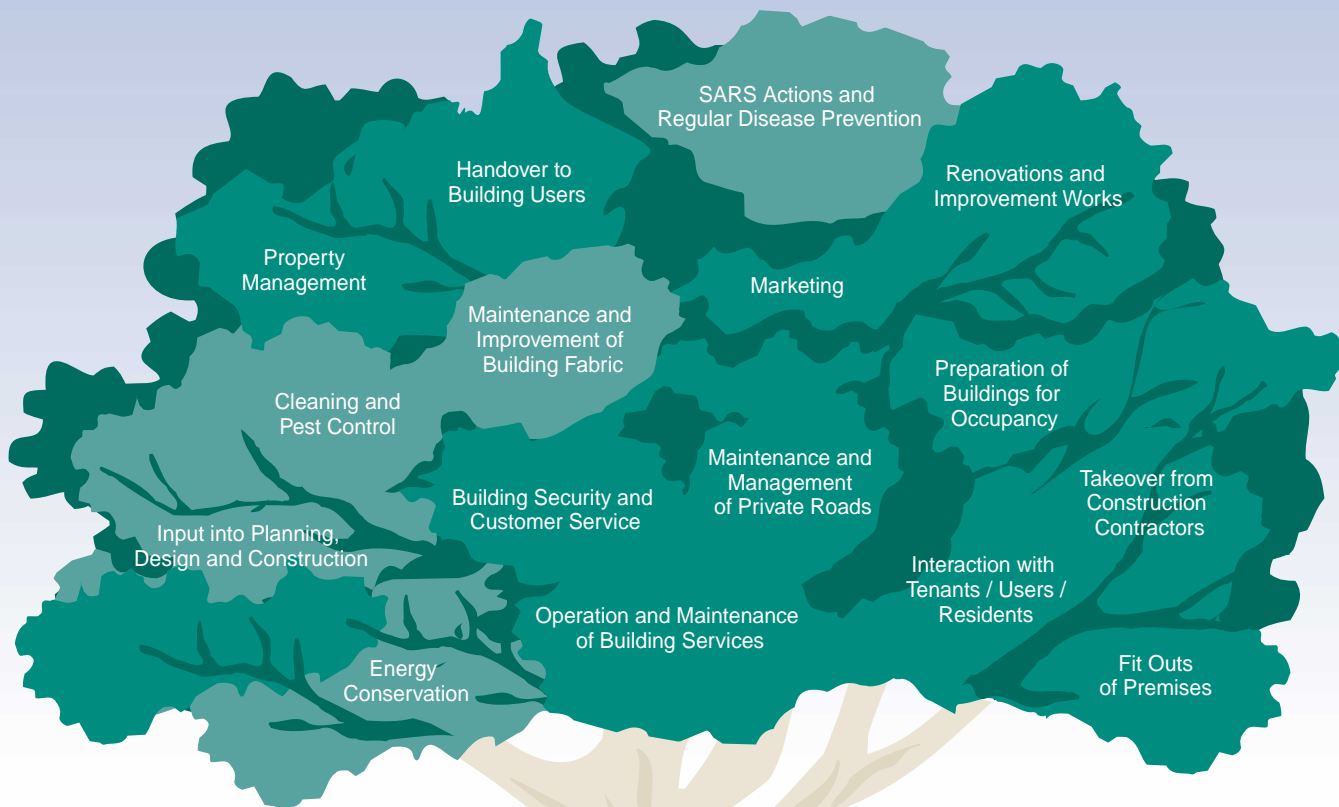 SARS Actions and
Regular Disease Prevention
Handover to
Building Users
Renovations and
Improvement Works
Property
Management
Marketing
Maintenance and
Improvement of
Building Fabric
Preparation of
Buildings for
Occupancy
Cleaning and
Pest Control
Maintenance and
Management
of Private Roads
Takeover from
Construction
Contractors
Building Security and
Customer Service
Input into Planning,
Design and Construction
Interaction with
Tenants / Users /
Residents
Operation and Maintenance
of Building Services
Energy
Conservation
Fit Outs
of Premises